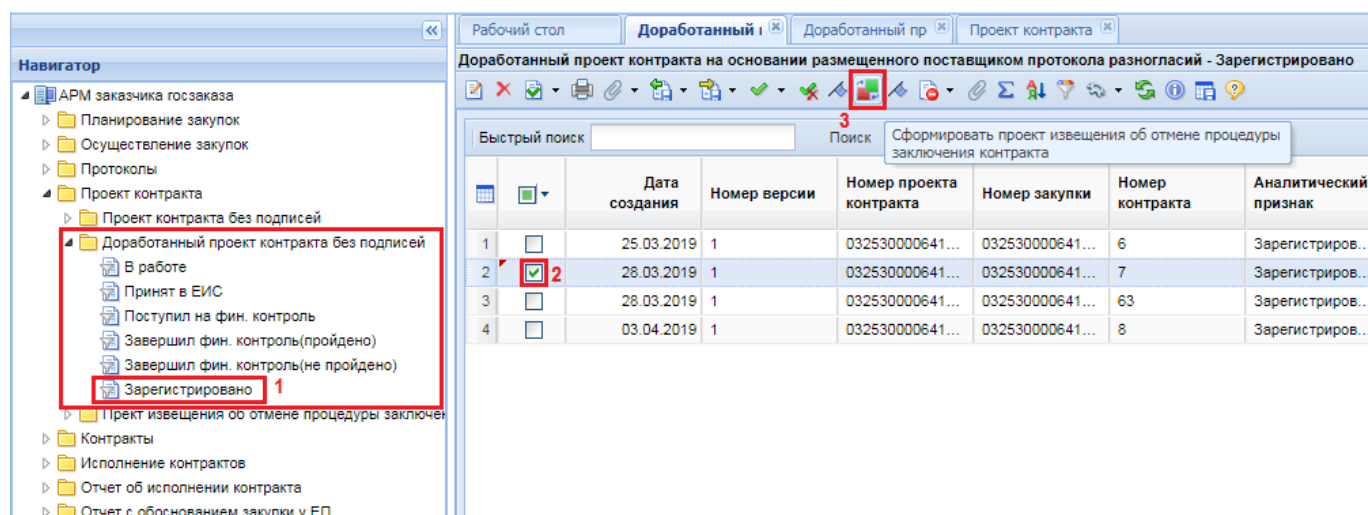 Рабочий стол
Доработанный г
Доработанный пр
Проект контракта
Навигатор
Доработанный проект контракта на основании размещенного поставщиком протокола разногласий - Зарегистрировано
АРМ заказчика госзаказа
Планирование закупок
Осуществление закупок
Протоколы
Проект контракта
Проект контракта без подписей
Доработанный проект контракта без подписей
В работе
Принят в ЕИС
Поступил на фин. контроль
Завершил фин. контроль(пройдено)
Завершил фин. контроль(не пройдено)
Зарегистрировано 1
Прект извещения об отмене процедуры заключен
Контракты
Исполнение контрактов
Отчет об исполнении контракта
Отчет с обоснованием закупки у ЕП
3
Быстрый поиск
Поиск
Сформировать проект извещения об отмене процедуры
заключения контракта
Дата создания Номер версии Номер проекта контракта Номер закупки Номер контракта Аналитический признак
1 25.03.2019 1 032530000641... 032530000641... 6 Зарегистриров...
2 2 28.03.2019 1 032530000641... 032530000641... 7 Зарегистриров...
3 28.03.2019 1 032530000641... 032530000641... 63 Зарегистриров...
4 03.04.2019 1 032530000641... 032530000641... 8 Зарегистриров...